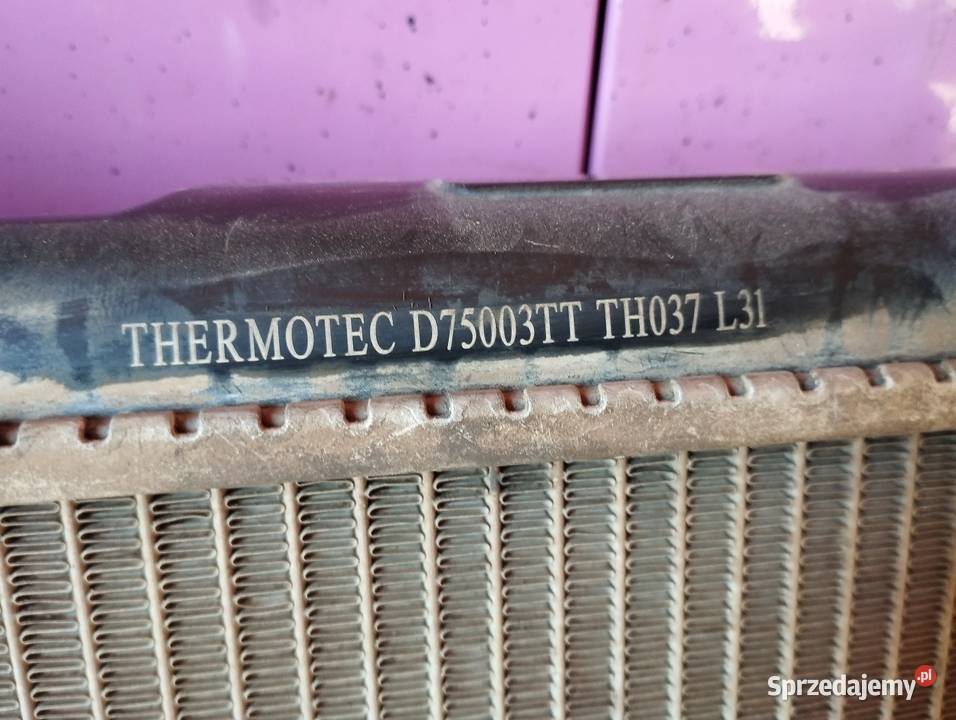 THERMOTEC D75003TT TH037 L31
Sprzedajemy.pl